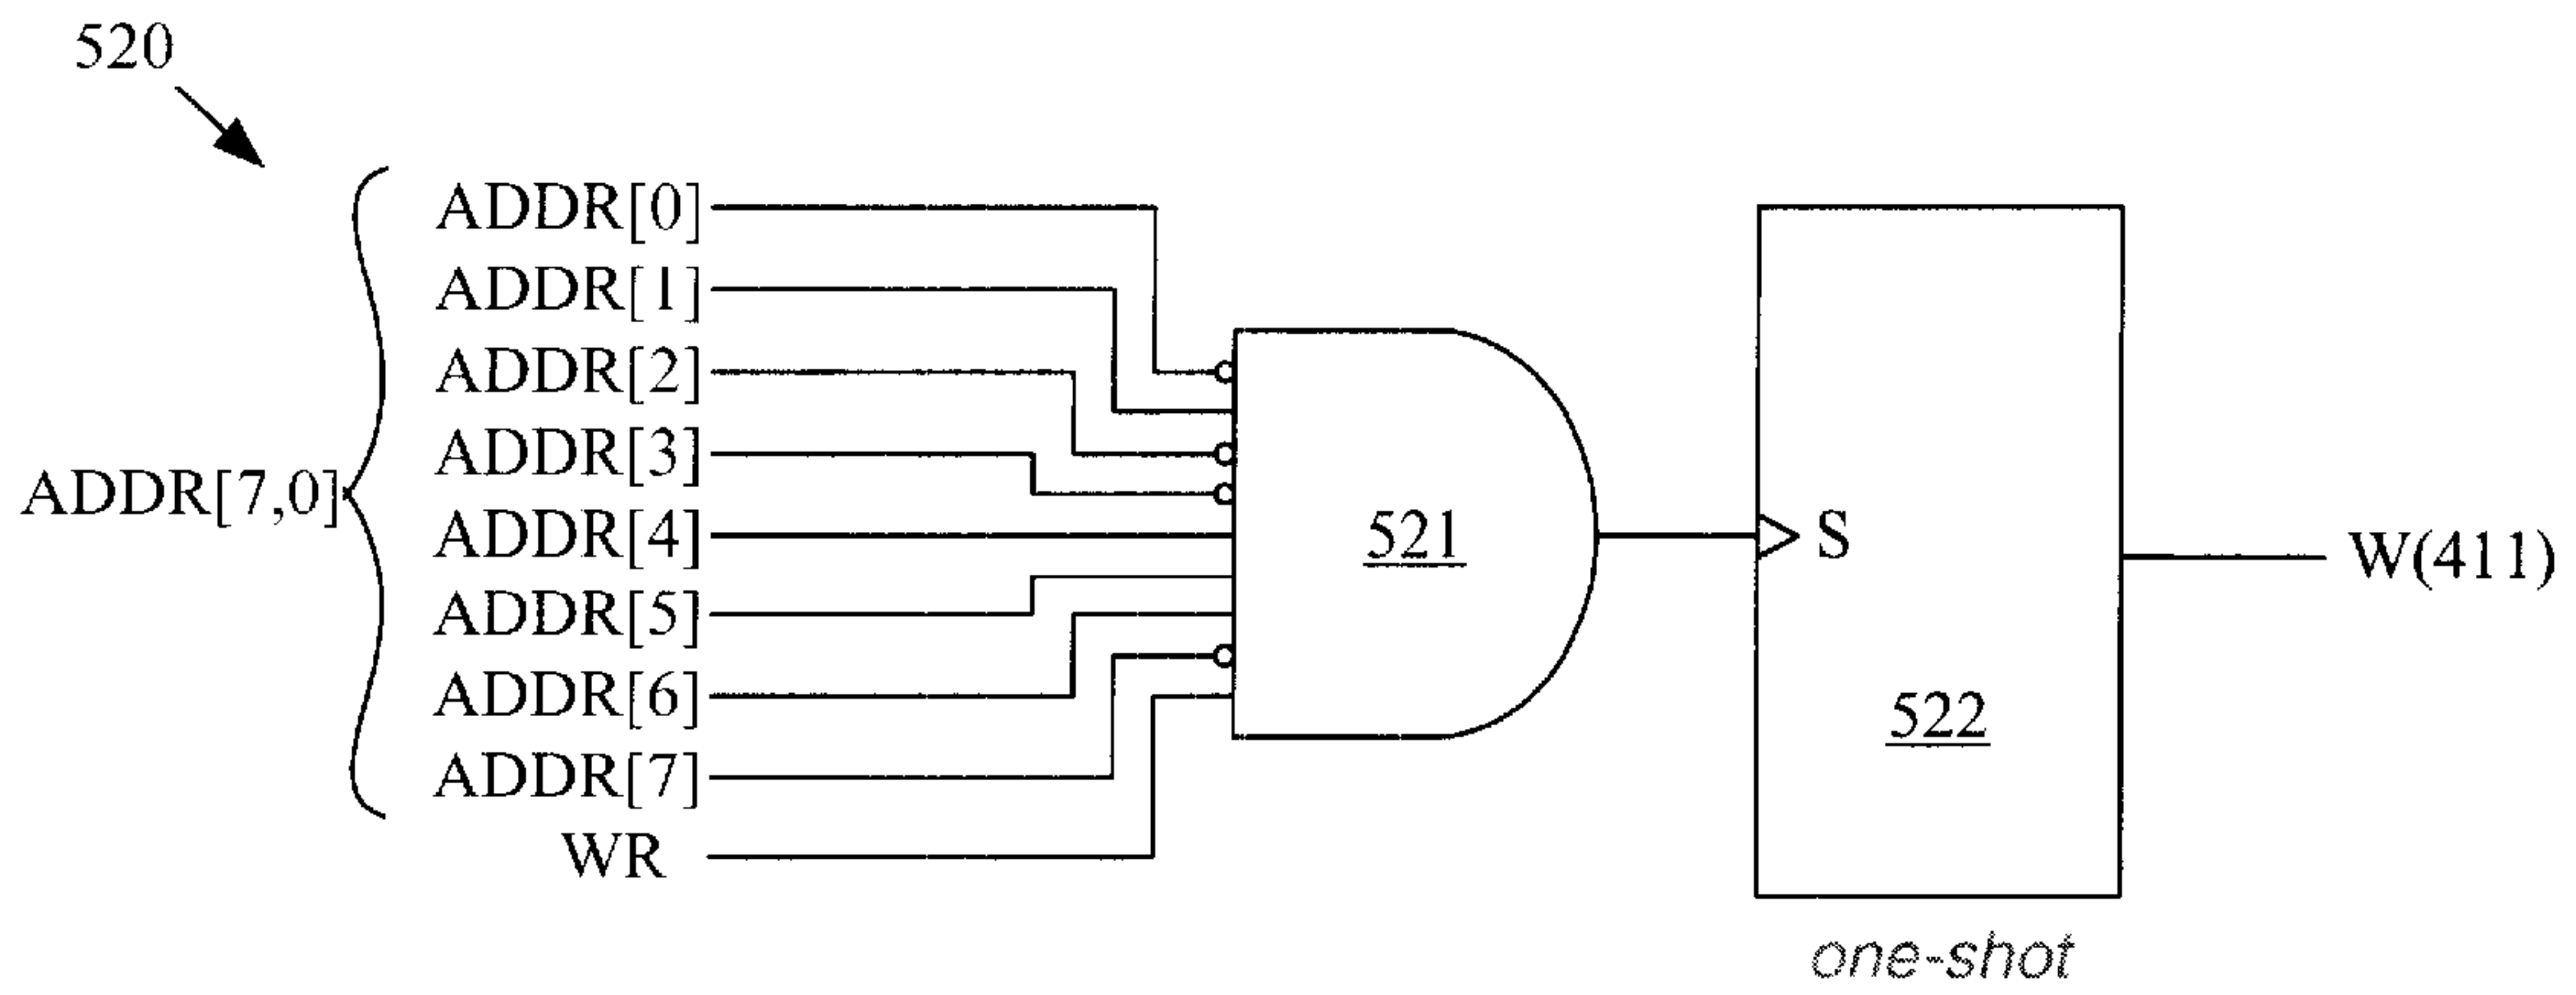 520
ADDR[0]
ADDR[1]
ADDR[2]
ADDR[3]
ADDR[7,0]
ADDR[4]
ADDR[5]
ADDR[6]
ADDR[7]
WR
521
S
522
W(411)
one-shot